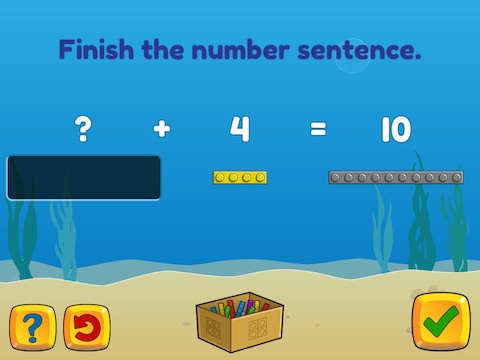 Finish the number sentence.
? + 4 = 10
?